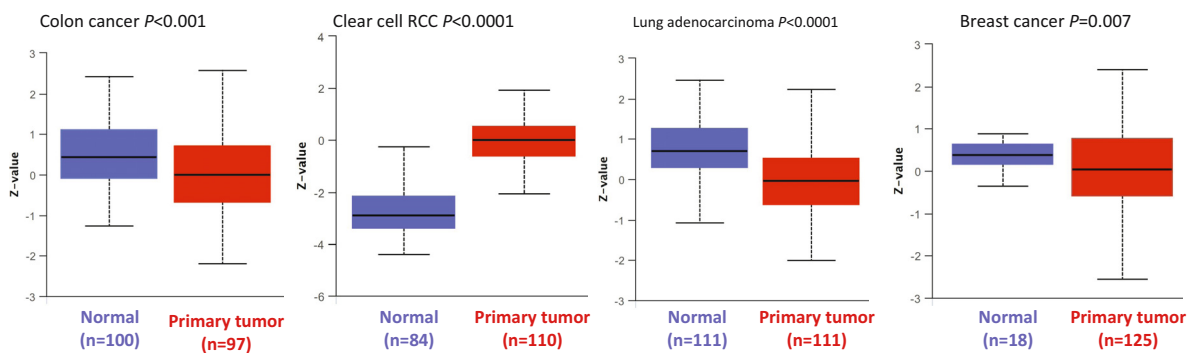 Colon cancer P<0.001
Z-value
3
2
1
0
-1
-2
-3
Normal
(n=100)
Primary tumor
(n=97)
Clear cell RCC P<0.0001
Z-value
4
2
0
-2
-4
-6
Normal
(n=84)
Primary tumor
(n=110)
Lung adenocarcinoma P<0.0001
Z-value
3
2
1
0
-1
-2
-3
Normal
(n=111)
Primary tumor
(n=111)
Breast cancer P=0.007
Z-value
3
2
1
0
-1
-2
-3
Normal
(n=18)
Primary tumor
(n=125)